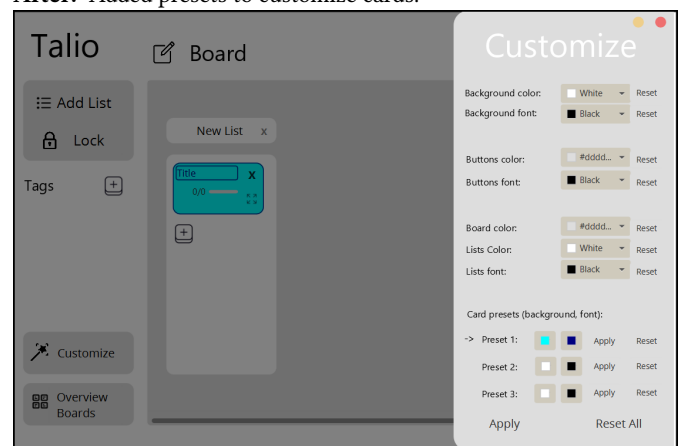 After: Added presets to customize cards.
Talio
Board
Add List
Lock
Tags
+
New List x
Title x
0/0
+
Customize
Overview
Boards
Customize
Background color: White Reset
Background font: Black Reset
Buttons color: #dddd... Reset
Buttons font: Black Reset
Board color: #dddd... Reset
Lists Color: White Reset
Lists font: Black Reset
Card presets (background, font):
-> Preset 1: Apply Reset
Preset 2: Apply Reset
Preset 3: Apply Reset
Apply Reset All